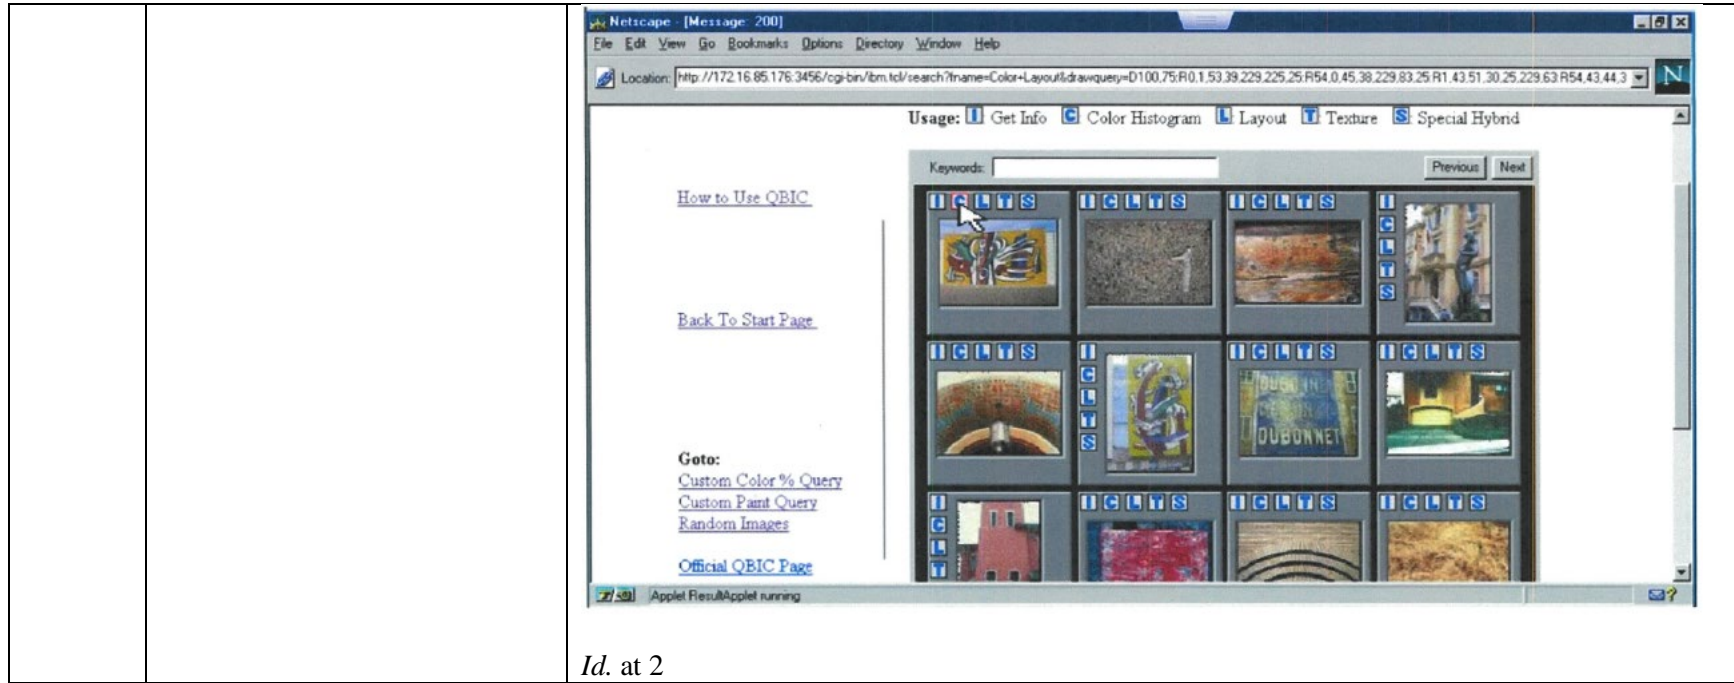 Netscape - [Message: 200]
File Edit View Go Bookmarks Options Directory Window Help
Location: http://172.16.85.176:3456/cgi-bin/ibm.tcl/search?fname=Color+Layout&drawquery=D100,75:R0,1,53,39,229,225,25:R54,0,45,38,229,83,25:R1,43,51,30,25,229,63:R54,43,44,3
N
Usage: I Get Info C Color Histogram L Layout T Texture S Special Hybrid
Keywords: Previous Next
How to Use QBIC
I C L T S I C L T S I C L T S I C L T S
Back To Start Page
I C L T S I C L T S I C L T S I C L T S
DUBONNET
Goto:
Custom Color % Query
Custom Paint Query
Random Images
I C L T I C L T S I C L T S I C L T S
Official QBIC Page
Applet ResultApplet running
Id. at 2